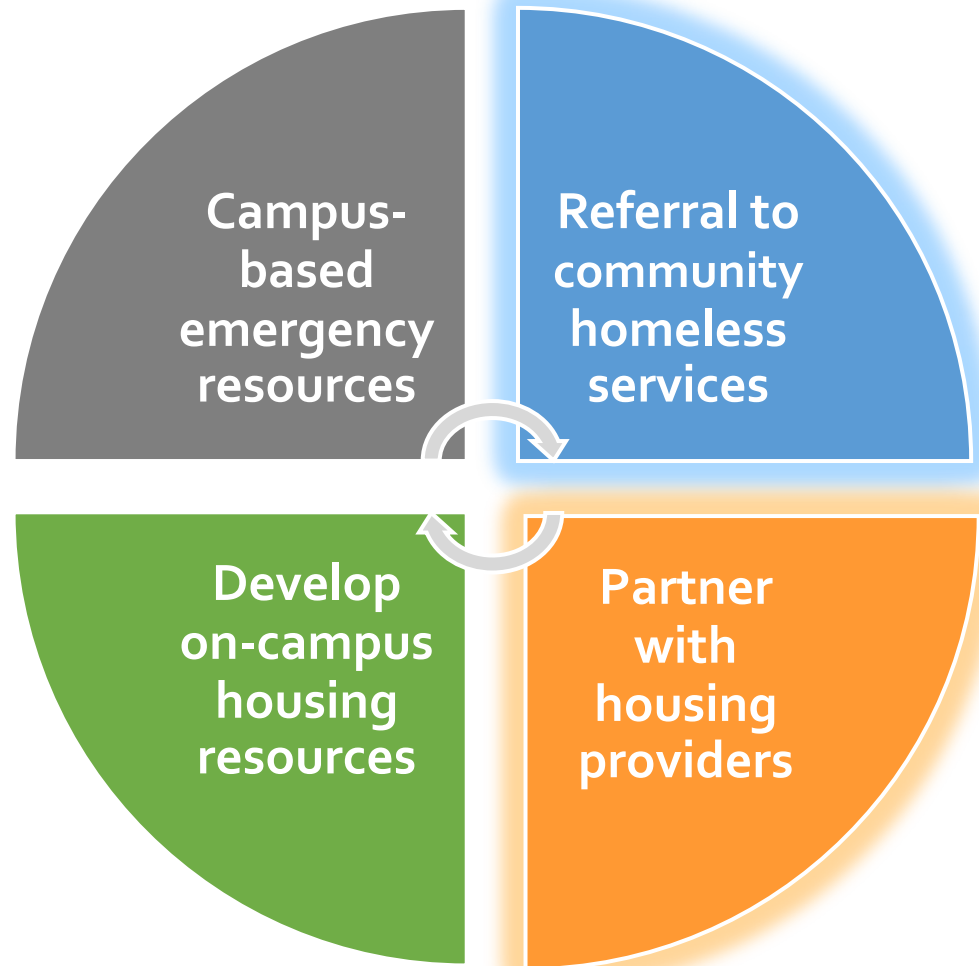 Campus-
based
emergency
resources
Referral to
community
homeless
services
Develop
on-campus
housing
resources
Partner
with
housing
providers